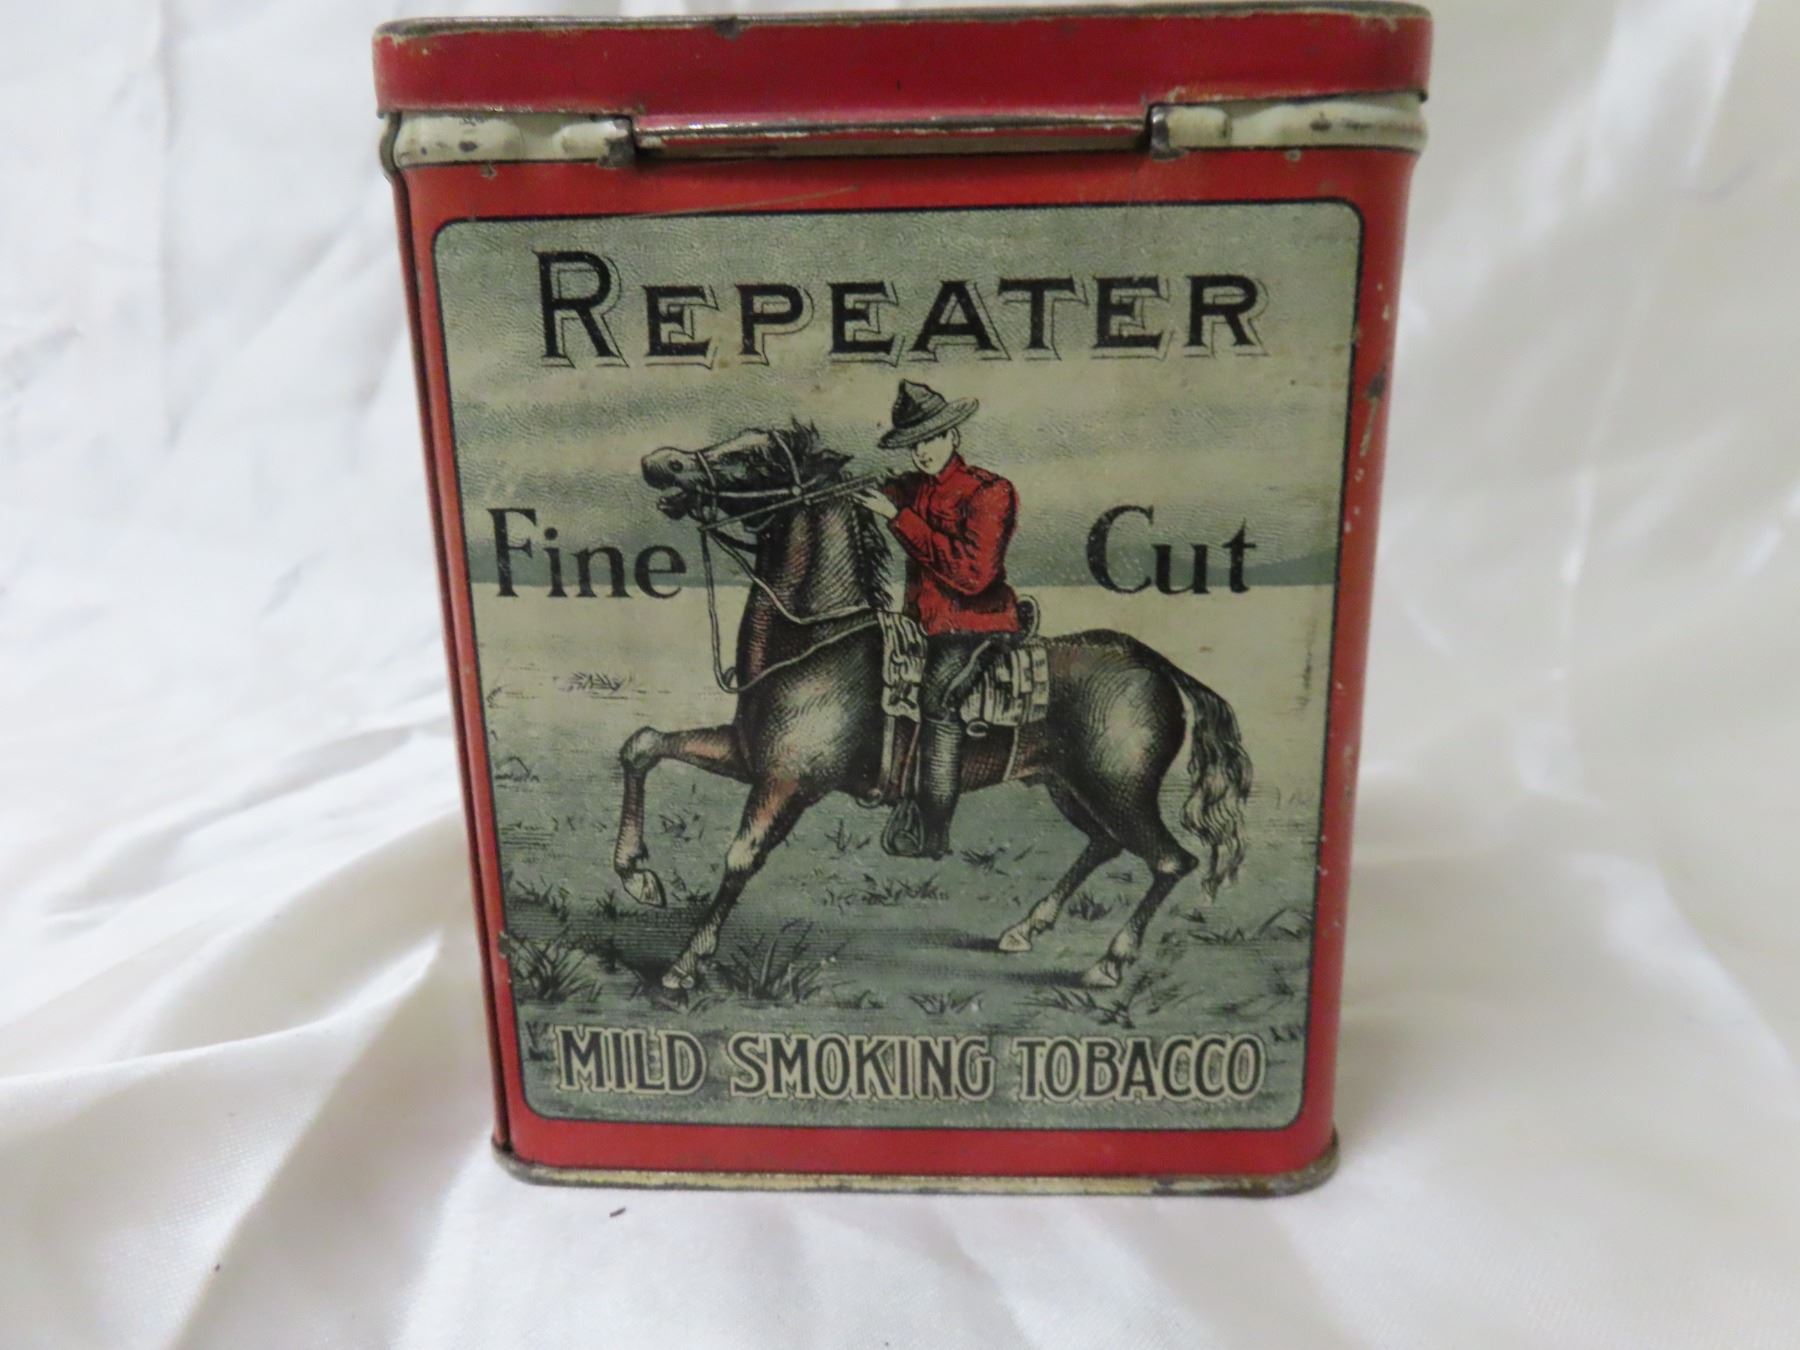 REPEATER
Fine Cut
MILD SMOKING TOBACCO